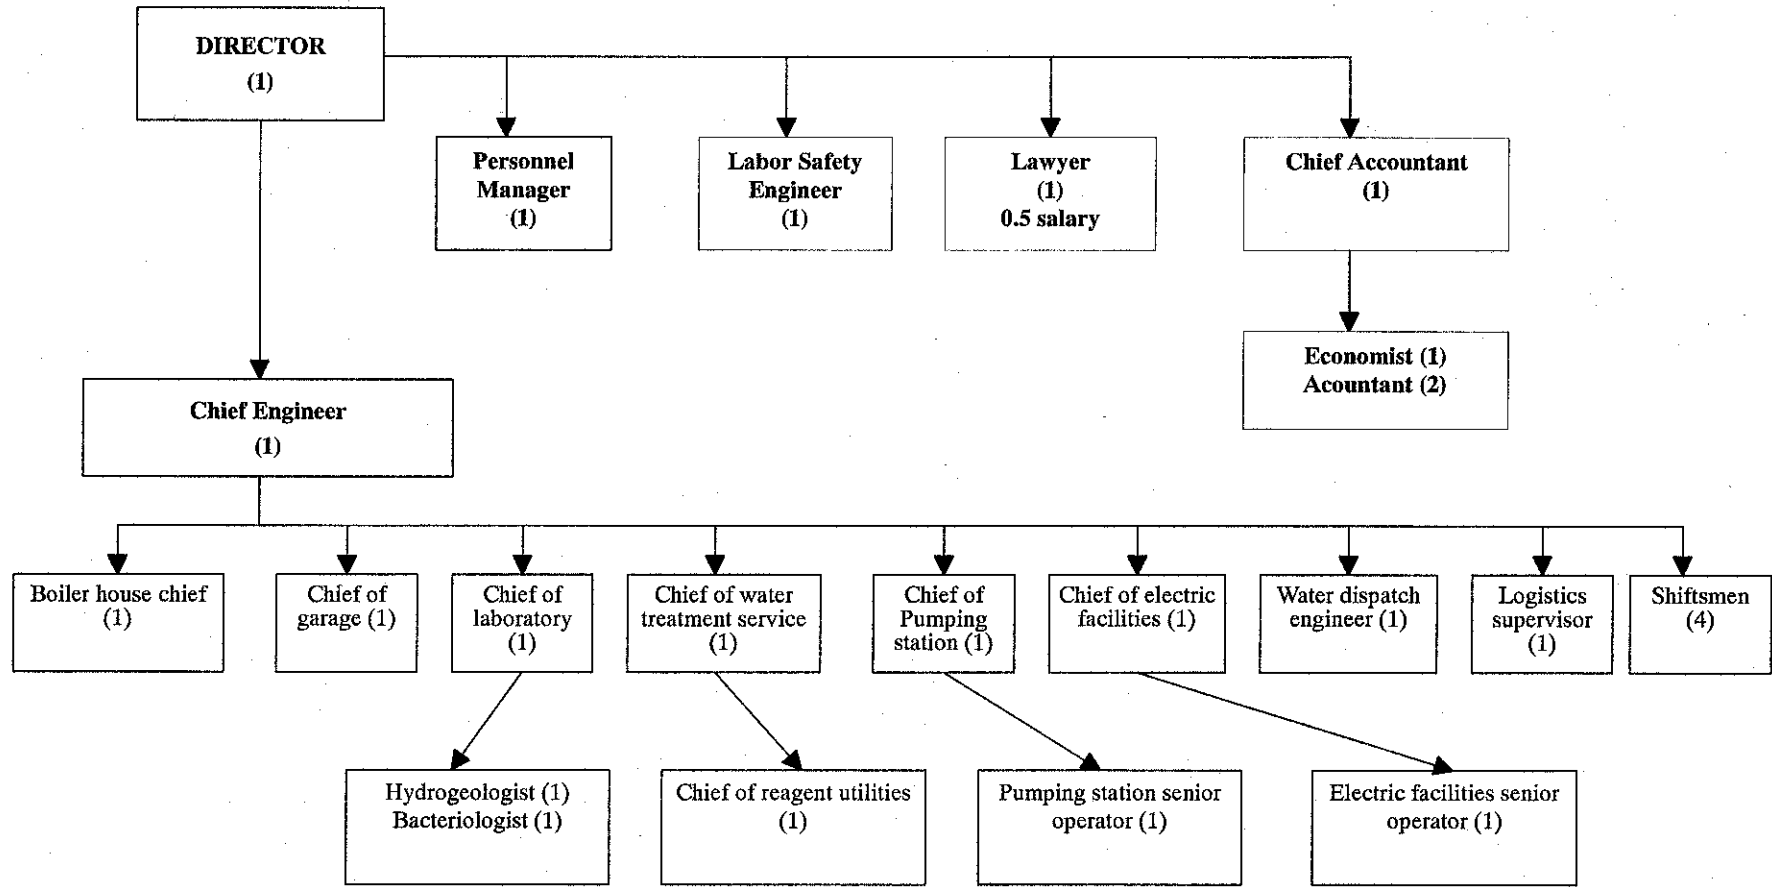 DIRECTOR
(1)
Personnel
Manager
(1)
Labor Safety
Engineer
(1)
Lawyer
(1)
0.5 salary
Chief Accountant
(1)
Economist (1)
Acountant (2)
Chief Engineer
(1)
Boiler house chief
(1)
Chief of
garage (1)
Chief of
laboratory
(1)
Chief of water
treatment service
(1)
Chief of
Pumping
station (1)
Chief of electric
facilities (1)
Water dispatch
engineer (1)
Logistics
supervisor
(1)
Shiftsmen
(4)
Hydrogeologist (1)
Bacteriologist (1)
Chief of reagent utilities
(1)
Pumping station senior
operator (1)
Electric facilities senior
operator (1)